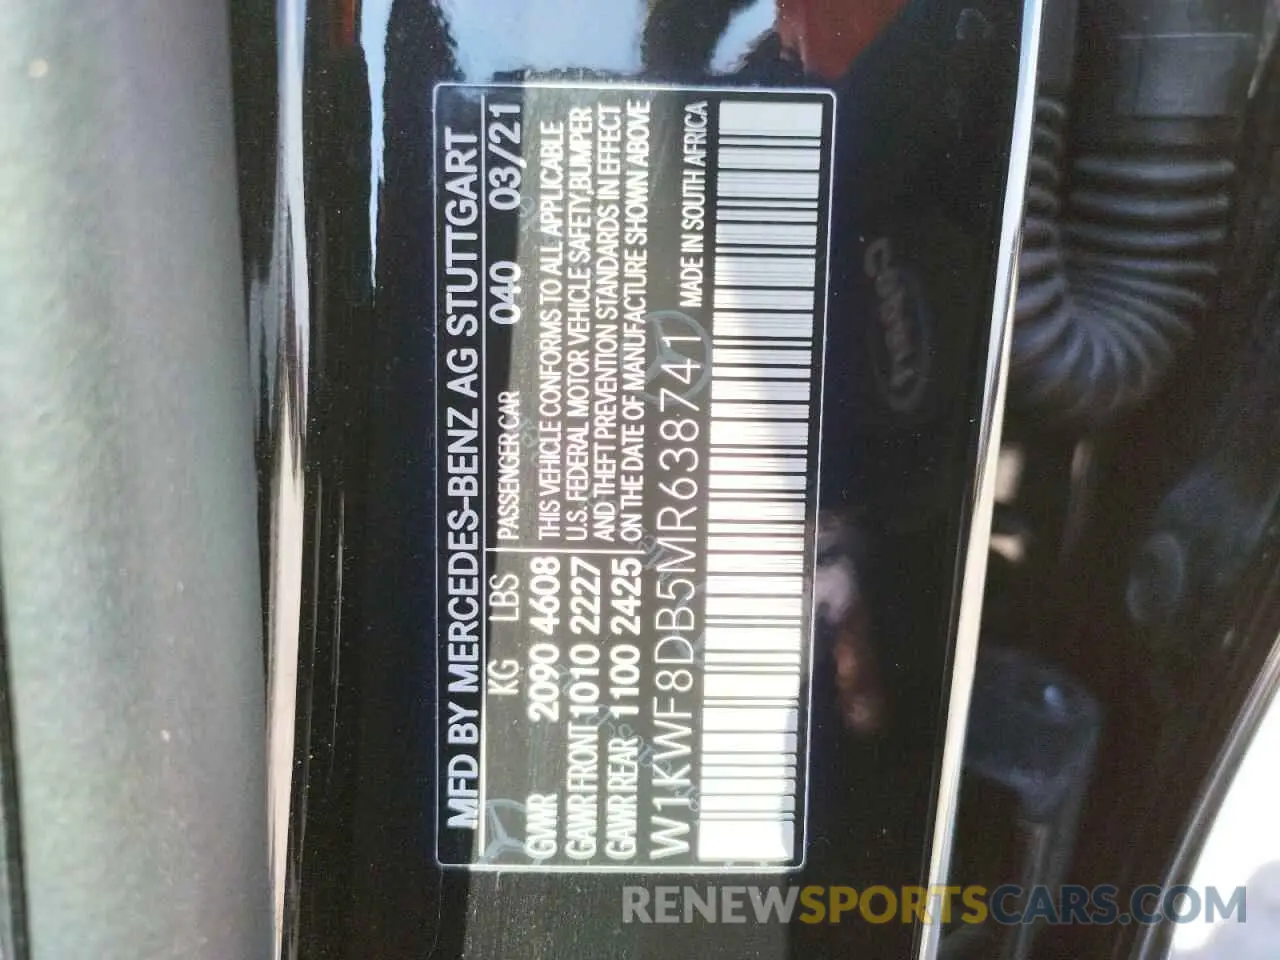 MFD BY MERCEDES-BENZ AG STUTTGART
KG LBS PASSENGER CAR 040 03/21
GVWR 2090 4608 THIS VEHICLE CONFORMS TO ALL APPLICABLE
GAWR FRONT 1010 2227 U.S. FEDERAL MOTOR VEHICLE SAFETY,BUMPER
GAWR REAR 1100 2425 AND THEFT PREVENTION STANDARDS IN EFFECT
ON THE DATE OF MANUFACTURE SHOWN ABOVE
W1KWF8DB5MR638741 MADE IN SOUTH AFRICA
RENEWSPORTSCARS.COM